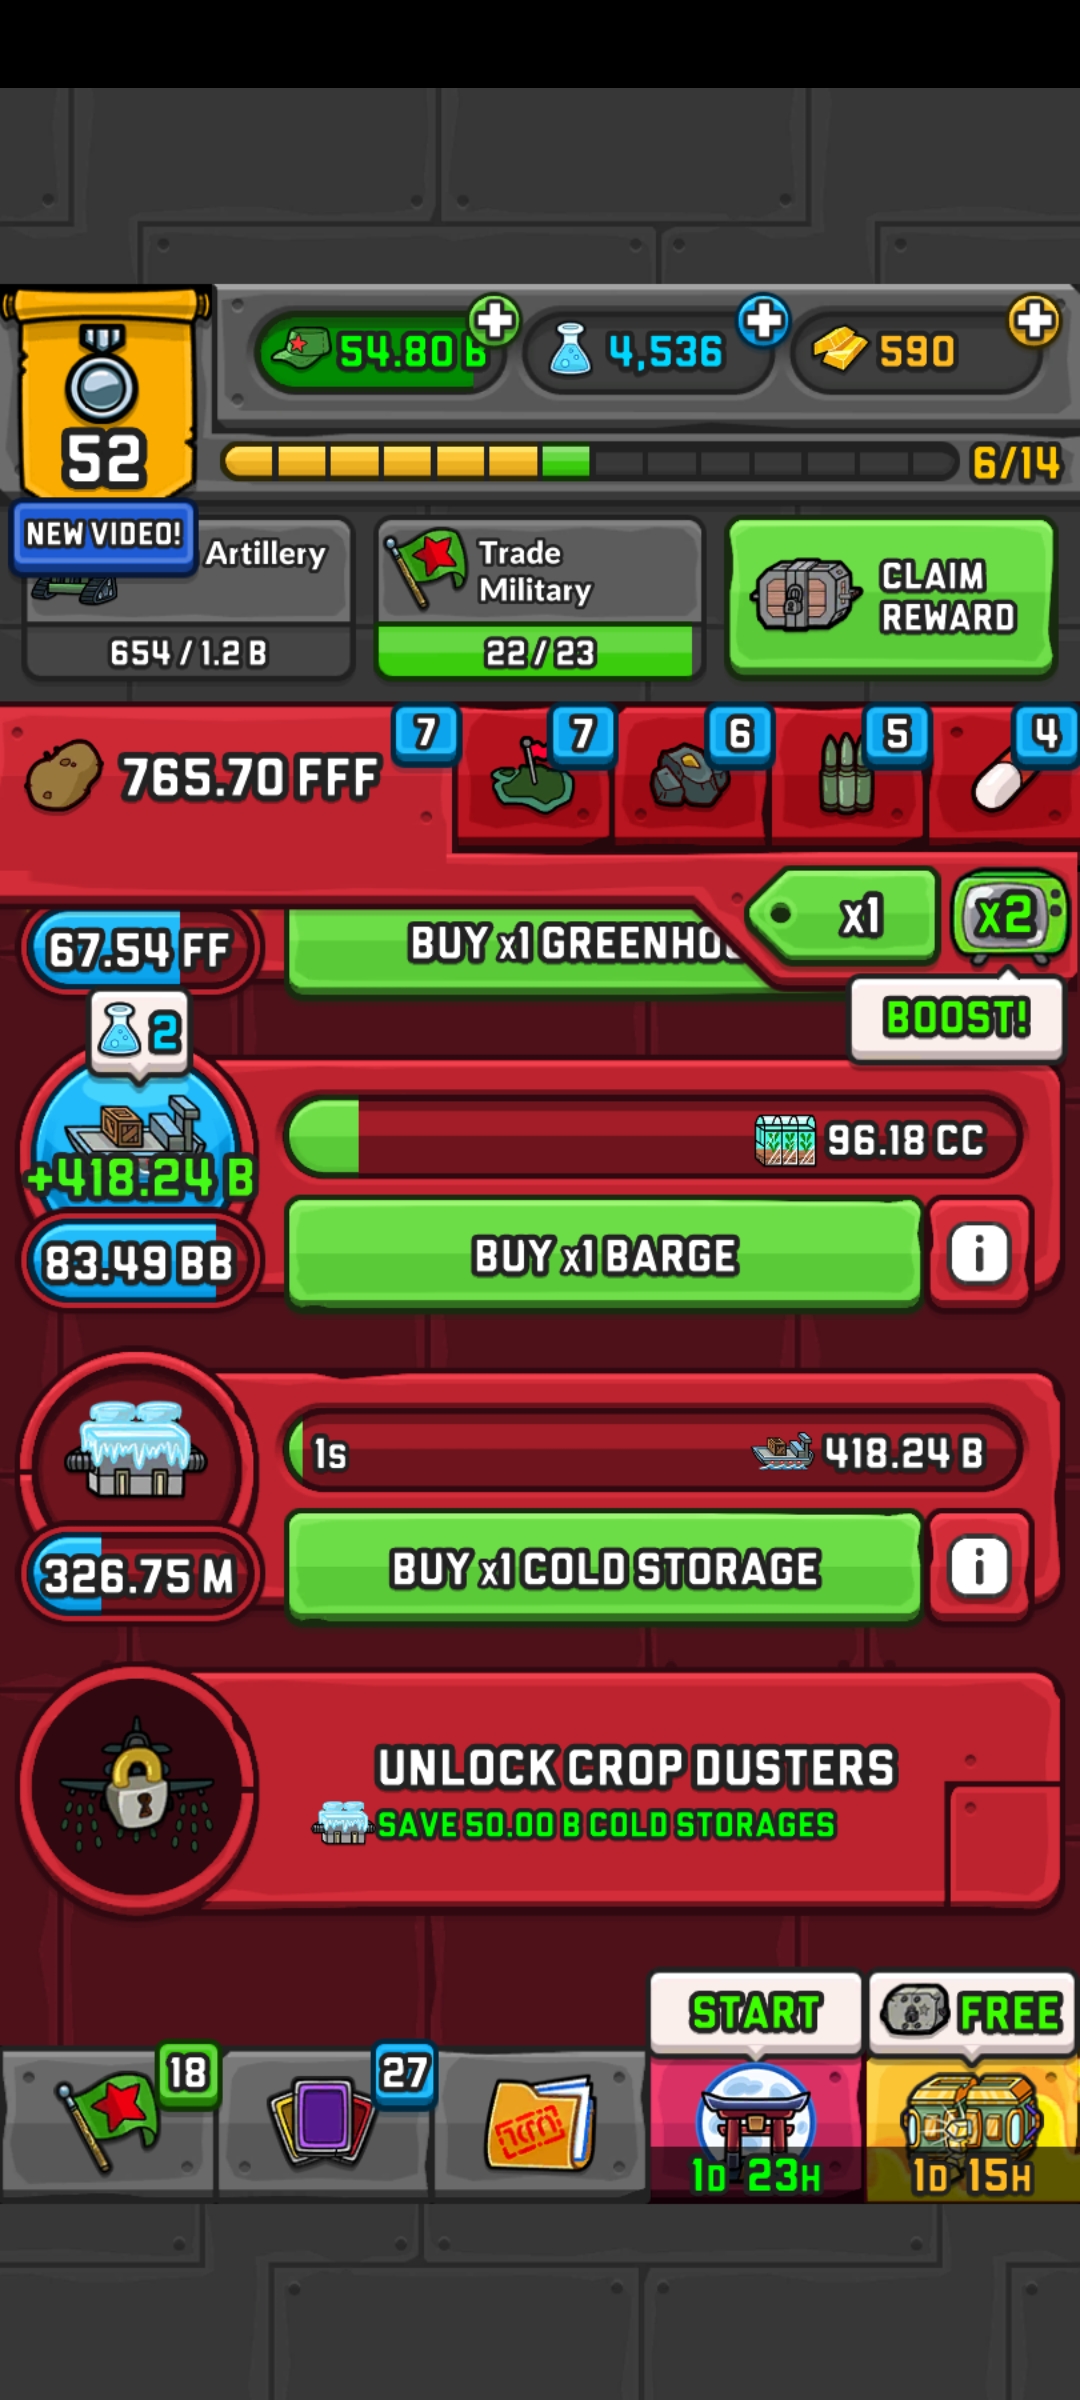 54.80 B
4,536
590
52
6/14
NEW VIDEO!
Artillery
654 / 1.2 B
Trade
Military
22 / 23
CLAIM
REWARD
765.70 FFF
7
7
6
5
4
x1
x2
BOOST!
67.54 FF
BUY x1 GREENHO
2
+418.24 B
83.49 BB
96.18 CC
BUY x1 BARGE
i
1s
418.24 B
326.75 M
BUY x1 COLD STORAGE
i
UNLOCK CROP DUSTERS
SAVE 50.00 B COLD STORAGES
START
FREE
18
27
1D 23H
1D 15H